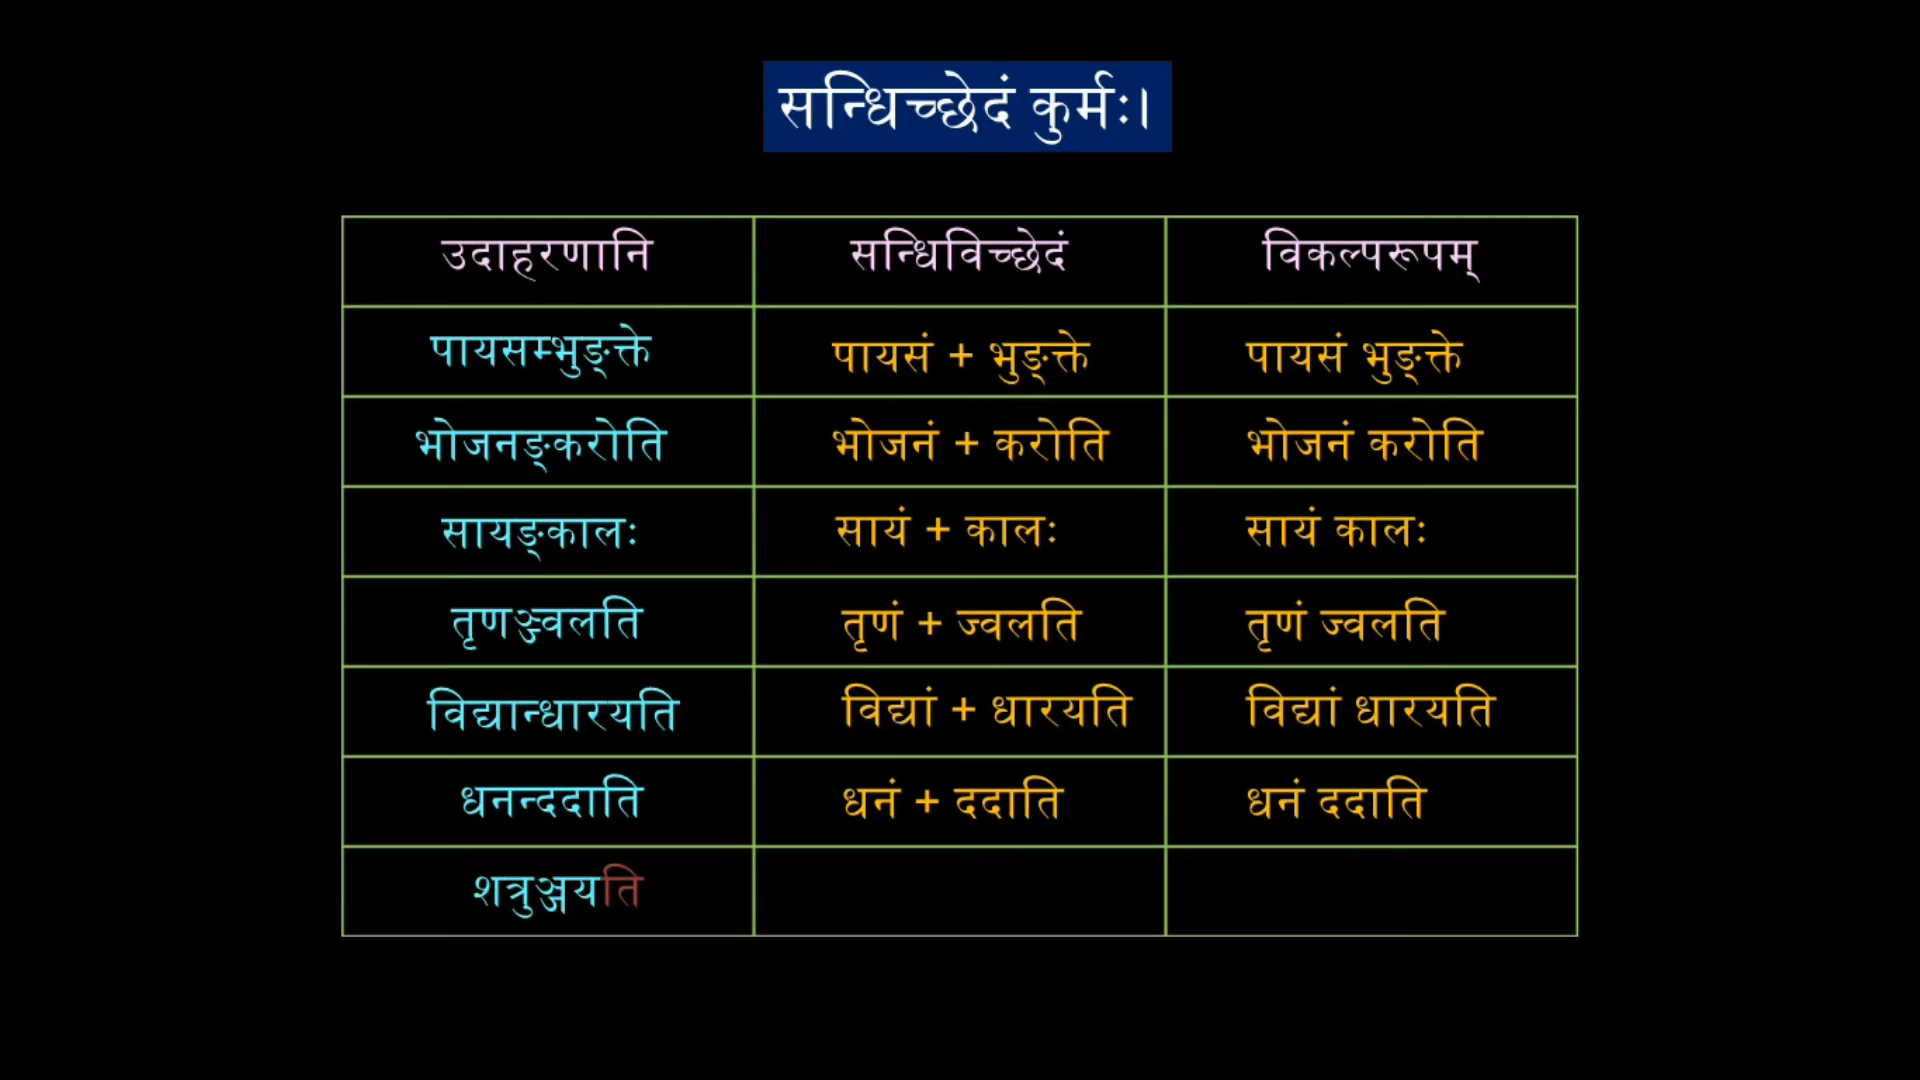 सन्धिच्छेदं कुर्मः।
उदाहरणानि सन्धिविच्छेदं विकल्परूपम्
पायसम्भुङ्क्ते पायसं + भुङ्क्ते पायसं भुङ्क्ते
भोजनङ्करोति भोजनं + करोति भोजनं करोति
सायङ्कालः सायं + कालः सायं कालः
तृणञ्ज्वलति तृणं + ज्वलति तृणं ज्वलति
विद्यान्धारयति विद्यां + धारयति विद्यां धारयति
धनन्ददाति धनं + ददाति धनं ददाति
शत्रुञ्जयति